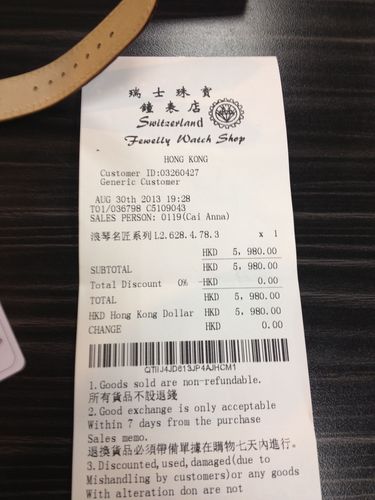 瑞士珠寶
鐘表店
Switzerland
Jewelly Watch Shop
HONG KONG
Customer ID:03260427
Generic Customer
AUG 30th 2013 19:28
T01/036798 C5109043
SALES PERSON: 0119(Cai Anna)
浪琴名匠系列 L2.628.4.78.3 x 1
HKD 5,980.00
SUBTOTAL HKD 5,980.00
Total Discount 0% -HKD 0.00
TOTAL HKD 5,980.00
HKD Hong Kong Dollar HKD 5,980.00
CHANGE HKD 0.00
QTIIJ4JD613JP4AJHCM1
1.Goods sold are non-refundable.
所有貨品不設退錢
2.Good exchange is only acceptable
Within 7 days from the purchase
Sales memo.
退換貨品必須帶備單據在購物七天內進行。
3.Discounted,used,damaged(due to
Mishandling by customers)or any goods
With alteration don are not